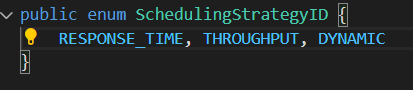 public enum SchedulingStrategyID {
RESPONSE_TIME, THROUGHPUT, DYNAMIC
}